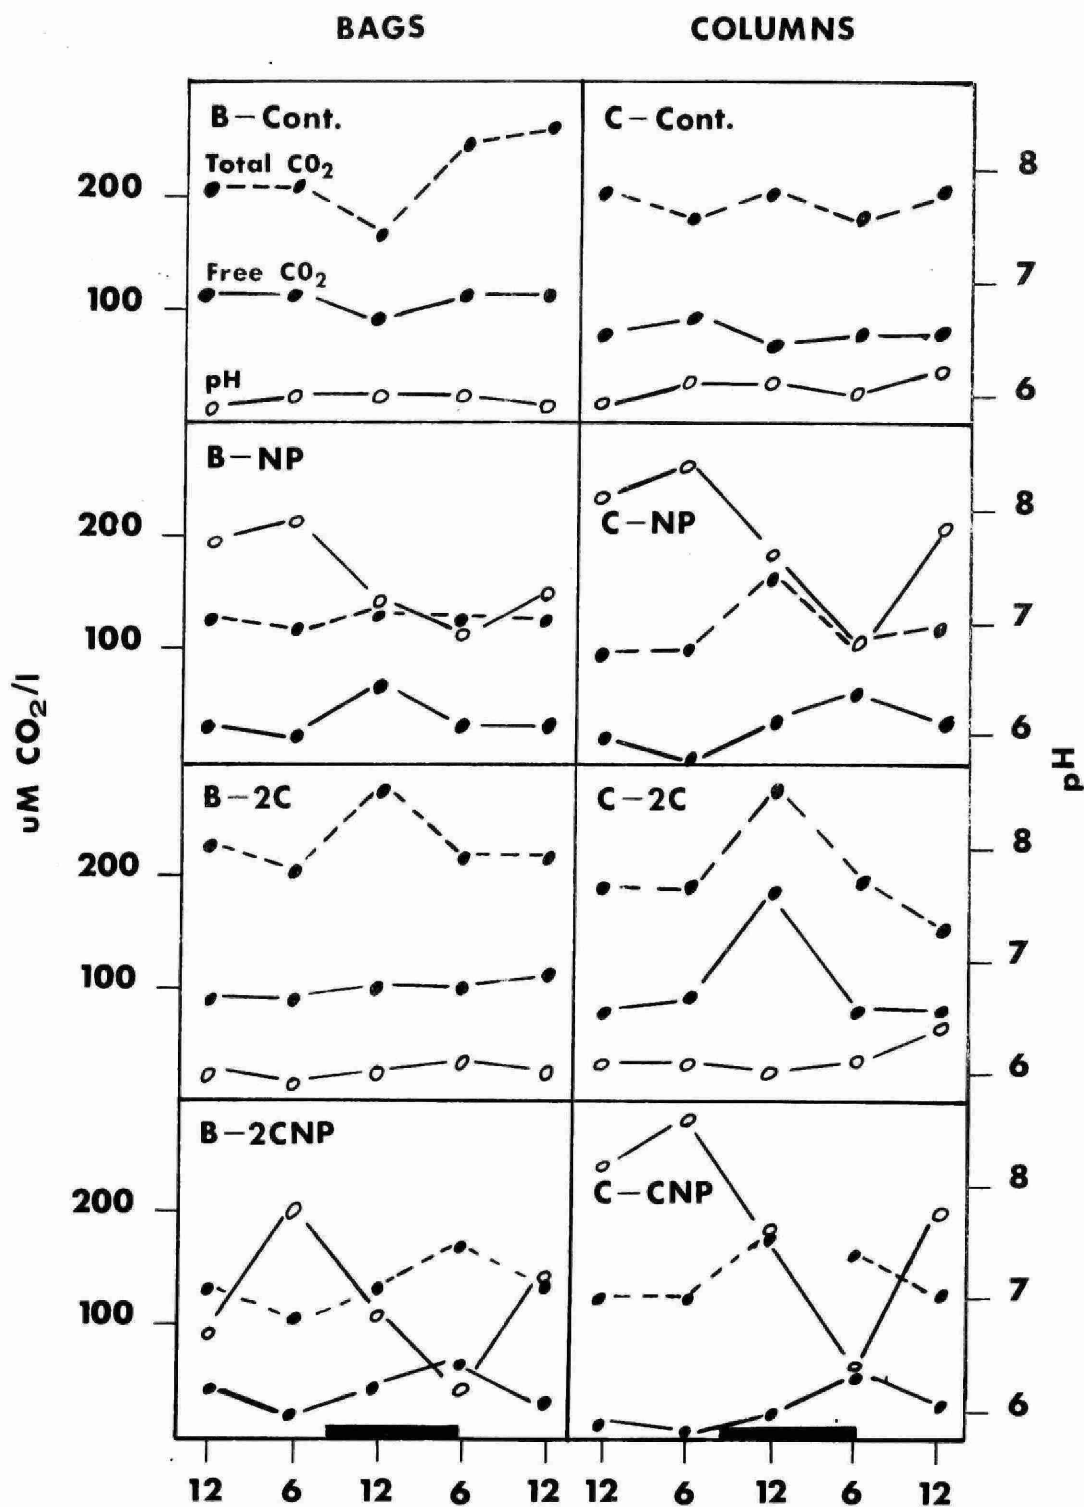 BAGS COLUMNS
B-Cont. C-Cont.
Total CO2
200 8
Free CO2
100 7
pH
6
B-NP
200 C-NP 8
100 7
6
uM CO2/l pH
B-2C C-2C
200 8
100 7
6
B-2CNP
200 C-CNP 8
100 7
6
12 6 12 6 12 12 6 12 6 12